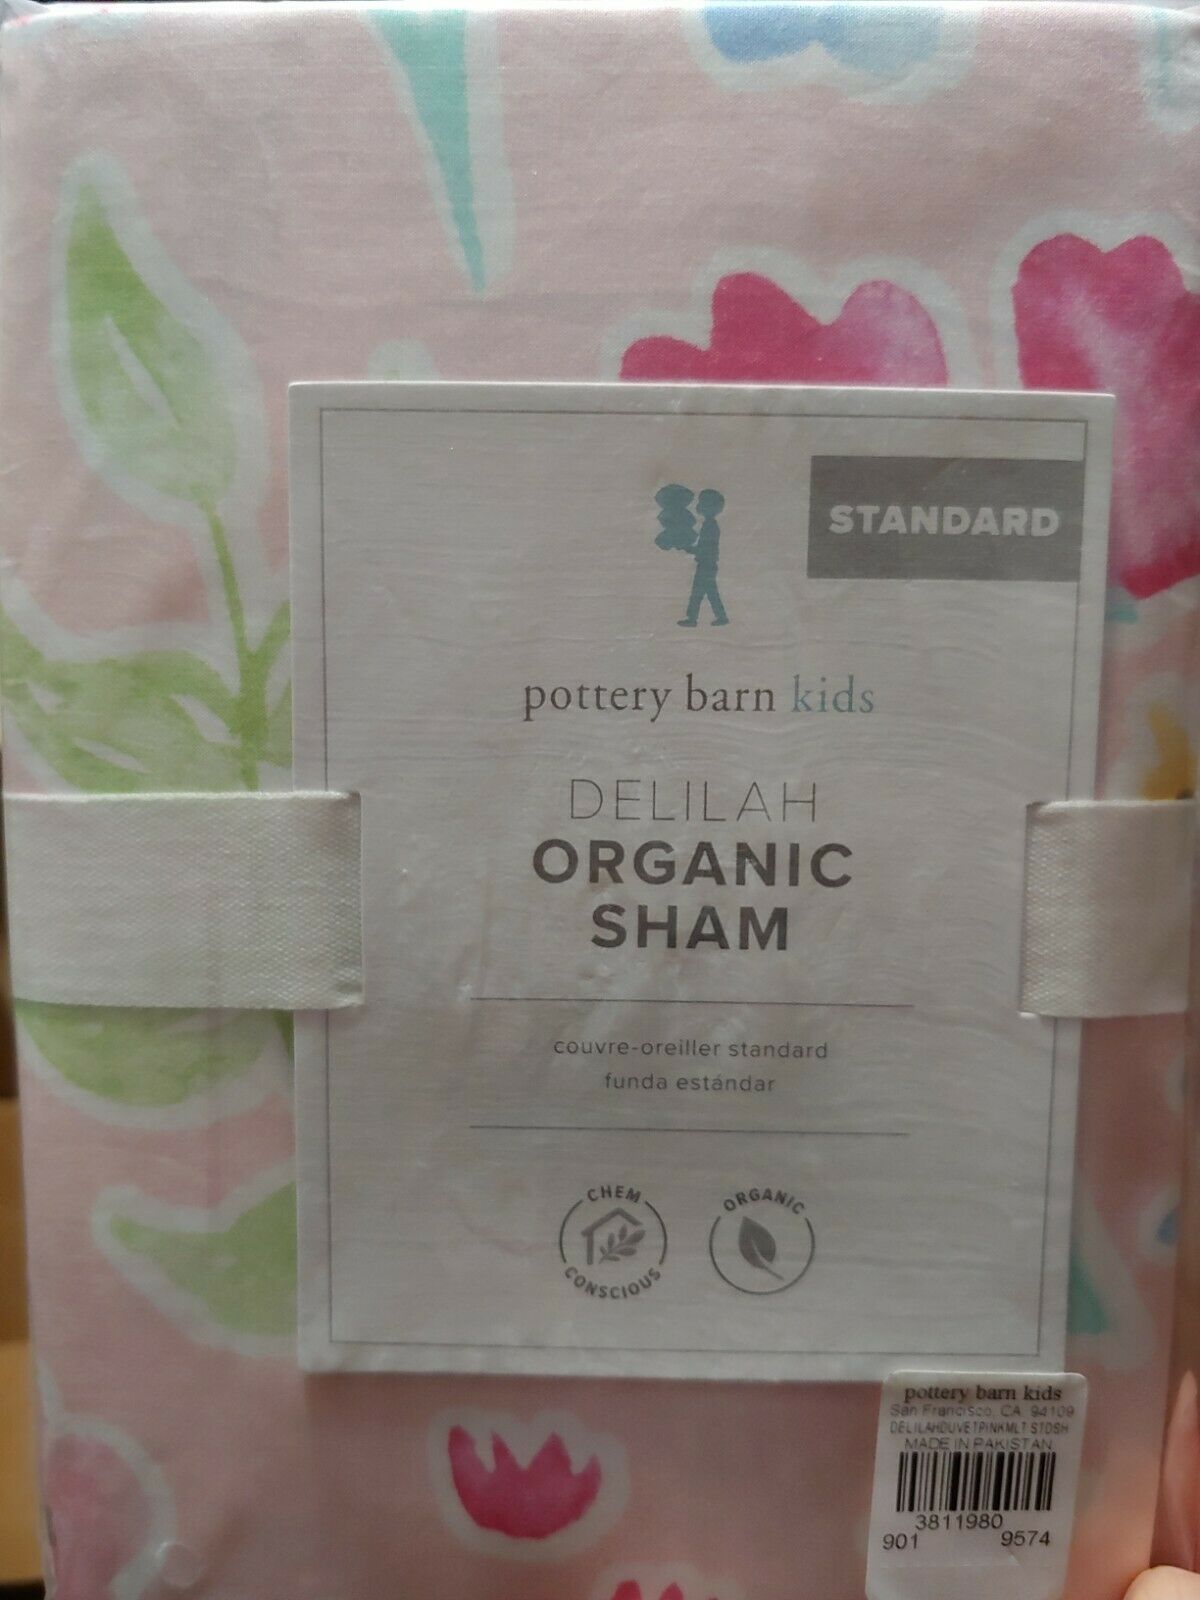 STANDARD
pottery barn kids
DELILAH
ORGANIC
SHAM
couvre-oreiller standard
funda estándar
CHEM CONSCIOUS
ORGANIC
pottery barn kids
San Francisco, CA 94109
DELILAHDUVETPINKMLT STDSH
MADE IN PAKISTAN
3811980
901 9574